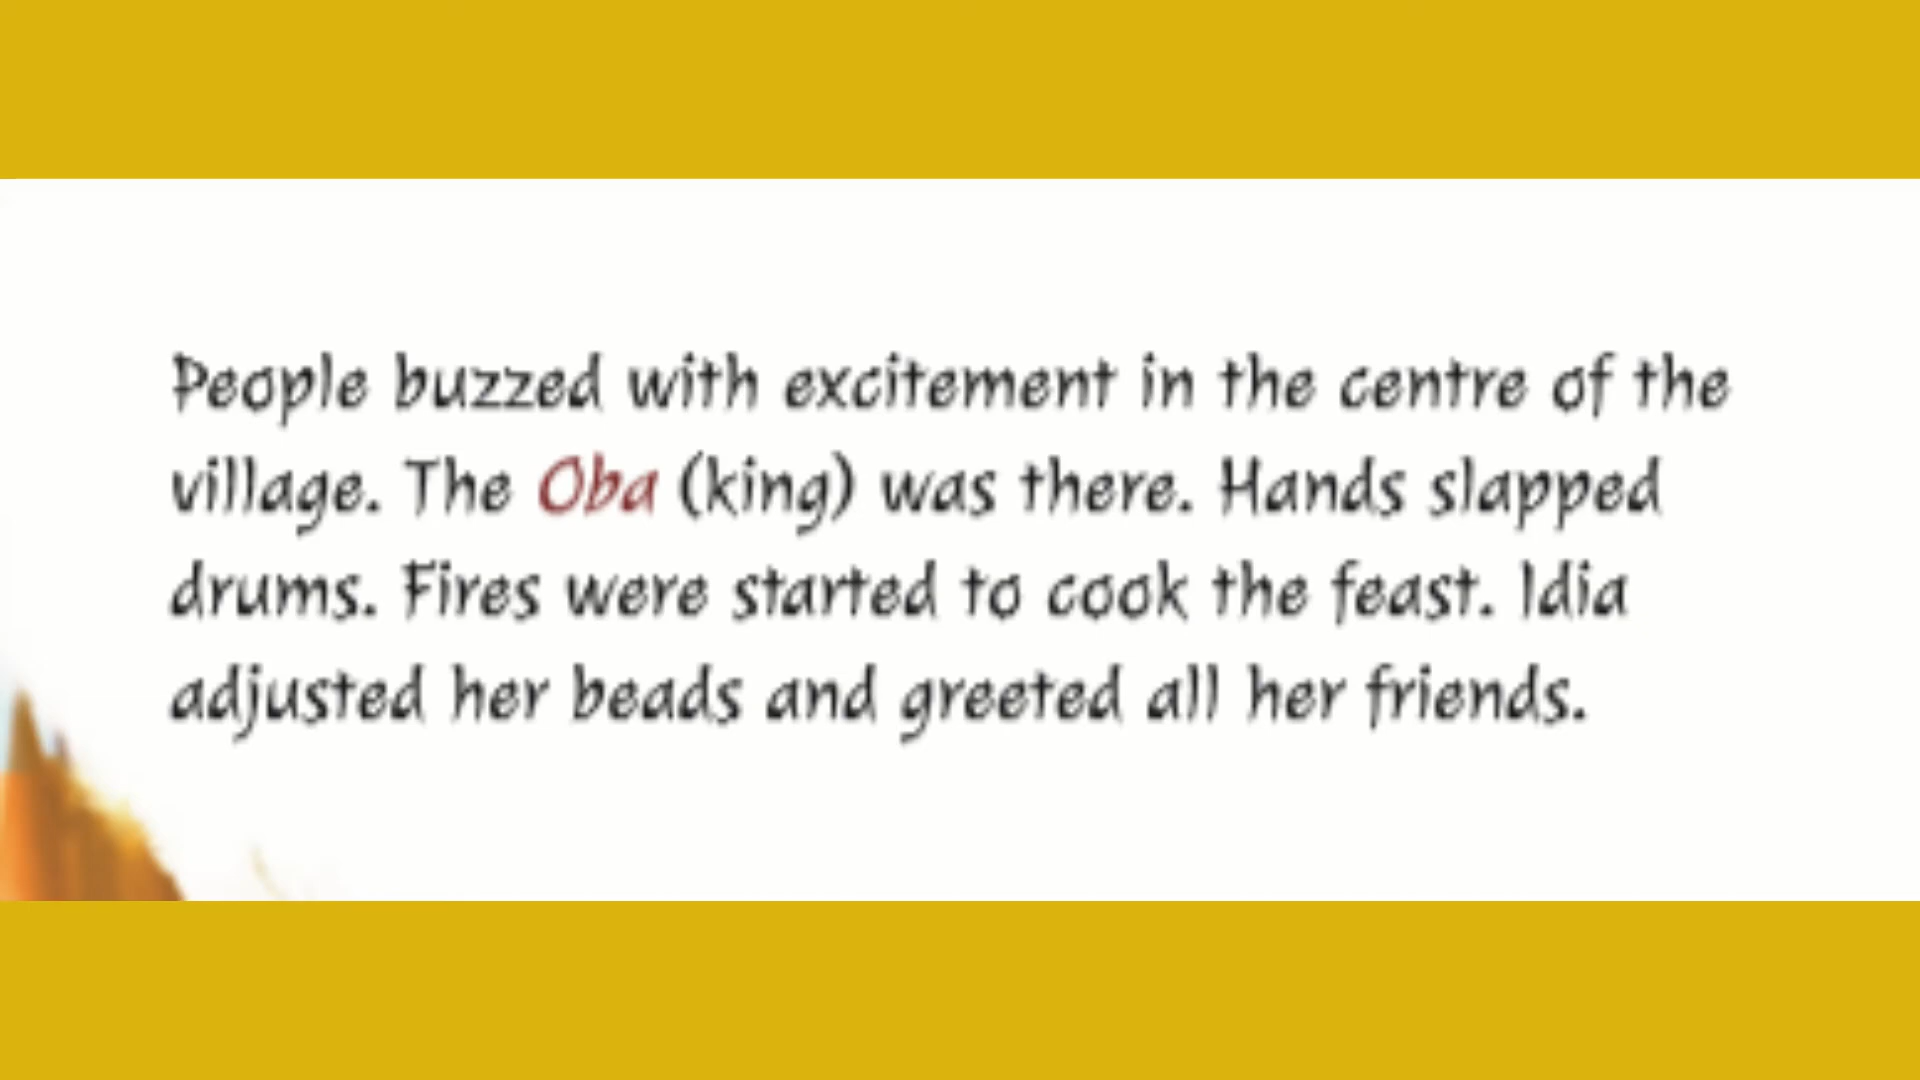 People buzzed with excitement in the centre of the
village. The Oba (king) was there. Hands slapped
drums. Fires were started to cook the feast. Idia
adjusted her beads and greeted all her friends.